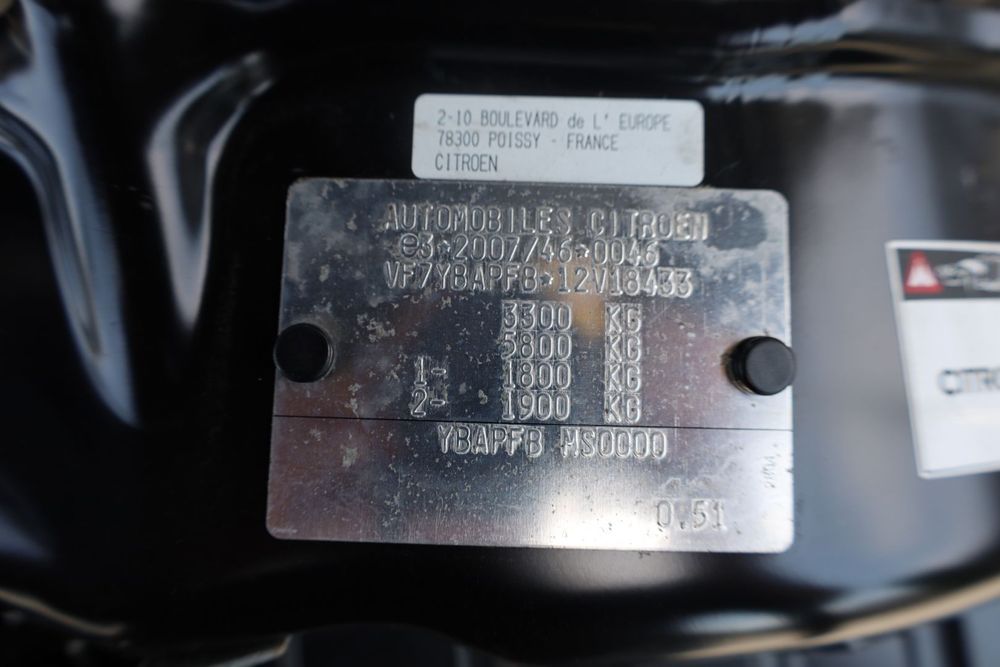 2-10 BOULEVARD de L' EUROPE
78300 POISSY - FRANCE
CITROEN
AUTOMOBILES CITROEN
e3*2007/46*0046
VF7YBAPFB*12V18433
3300 KG
5800 KG
1- 1800 KG
2- 1900 KG
YBAPFB MS0000
0.51